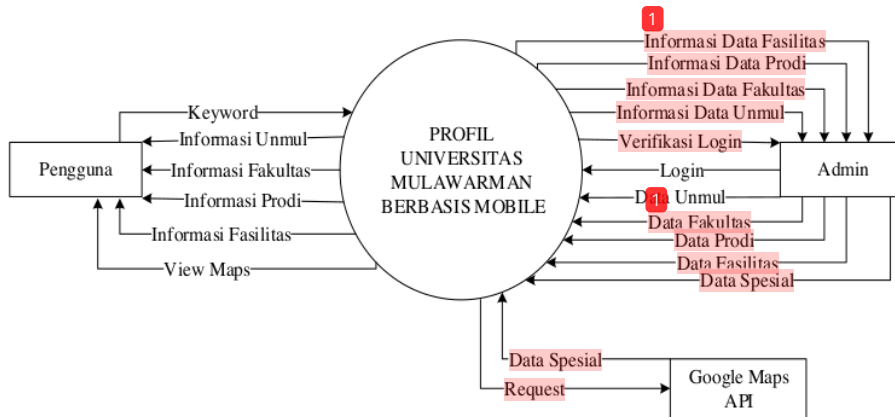 1
Informasi Data Fasilitas
Informasi Data Prodi
Informasi Data Fakultas
Informasi Data Unmul
Verifikasi Login
Keyword
Informasi Unmul
Informasi Fakultas
Informasi Prodi
Informasi Fasilitas
View Maps
Pengguna
PROFIL
UNIVERSITAS
MULAWARMAN
BERBASIS MOBILE
Login
Admin
1
Data Unmul
Data Fakultas
Data Prodi
Data Fasilitas
Data Spesial
Data Spesial
Request
Google Maps
API